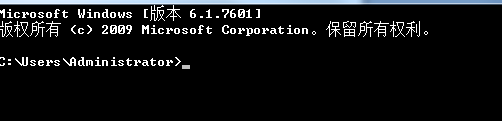 Microsoft Windows [版本 6.1.7601]
版权所有 (c) 2009 Microsoft Corporation。保留所有权利。
C:\Users\Administrator>_